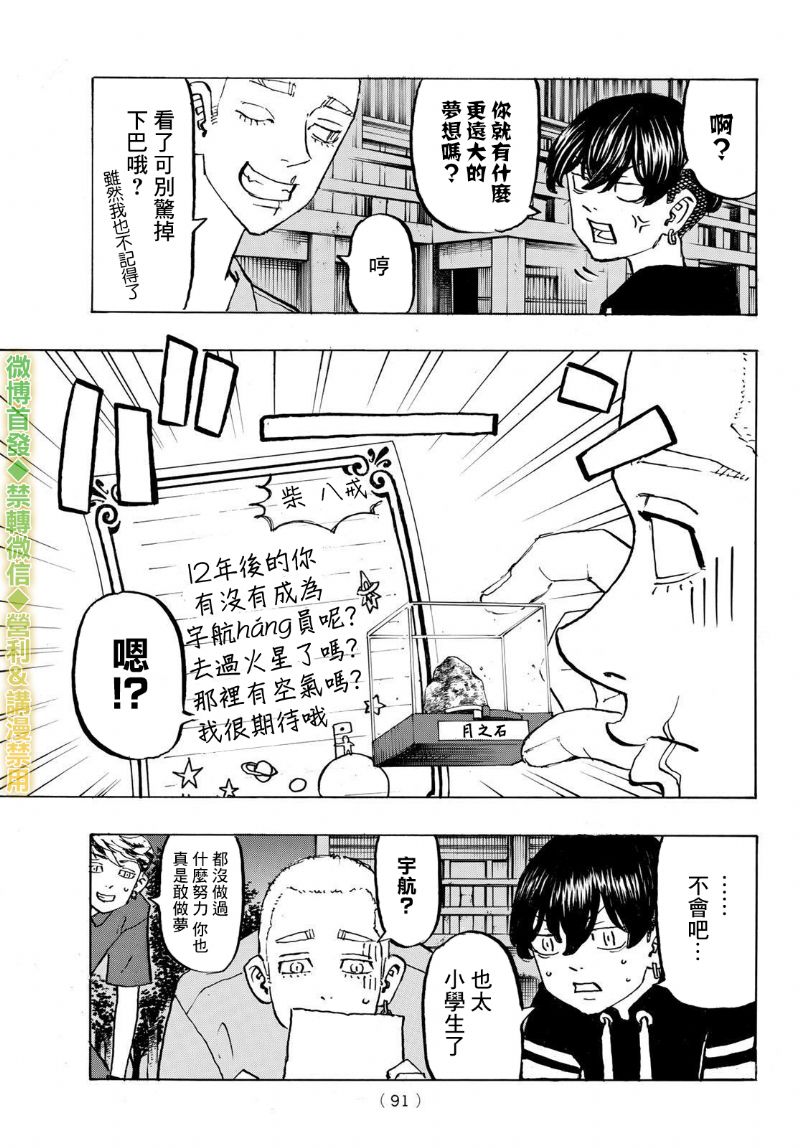 啊？
你就有什麼
更遠大的
夢想嗎？
哼
看了可別驚掉
下巴哦？
雖然我也不記得了
柴 八戒
12年後的你
有沒有成為
宇航háng員呢？
去過火星了嗎？
那裡有空氣嗎？
我很期待哦
月之石
嗯!?
……
不會吧…
也太
小學生了
宇航？
都沒做過
什麼努力 你也
真是敢做夢
（91）
微博首發◆禁轉微信◆營利&講漫禁用